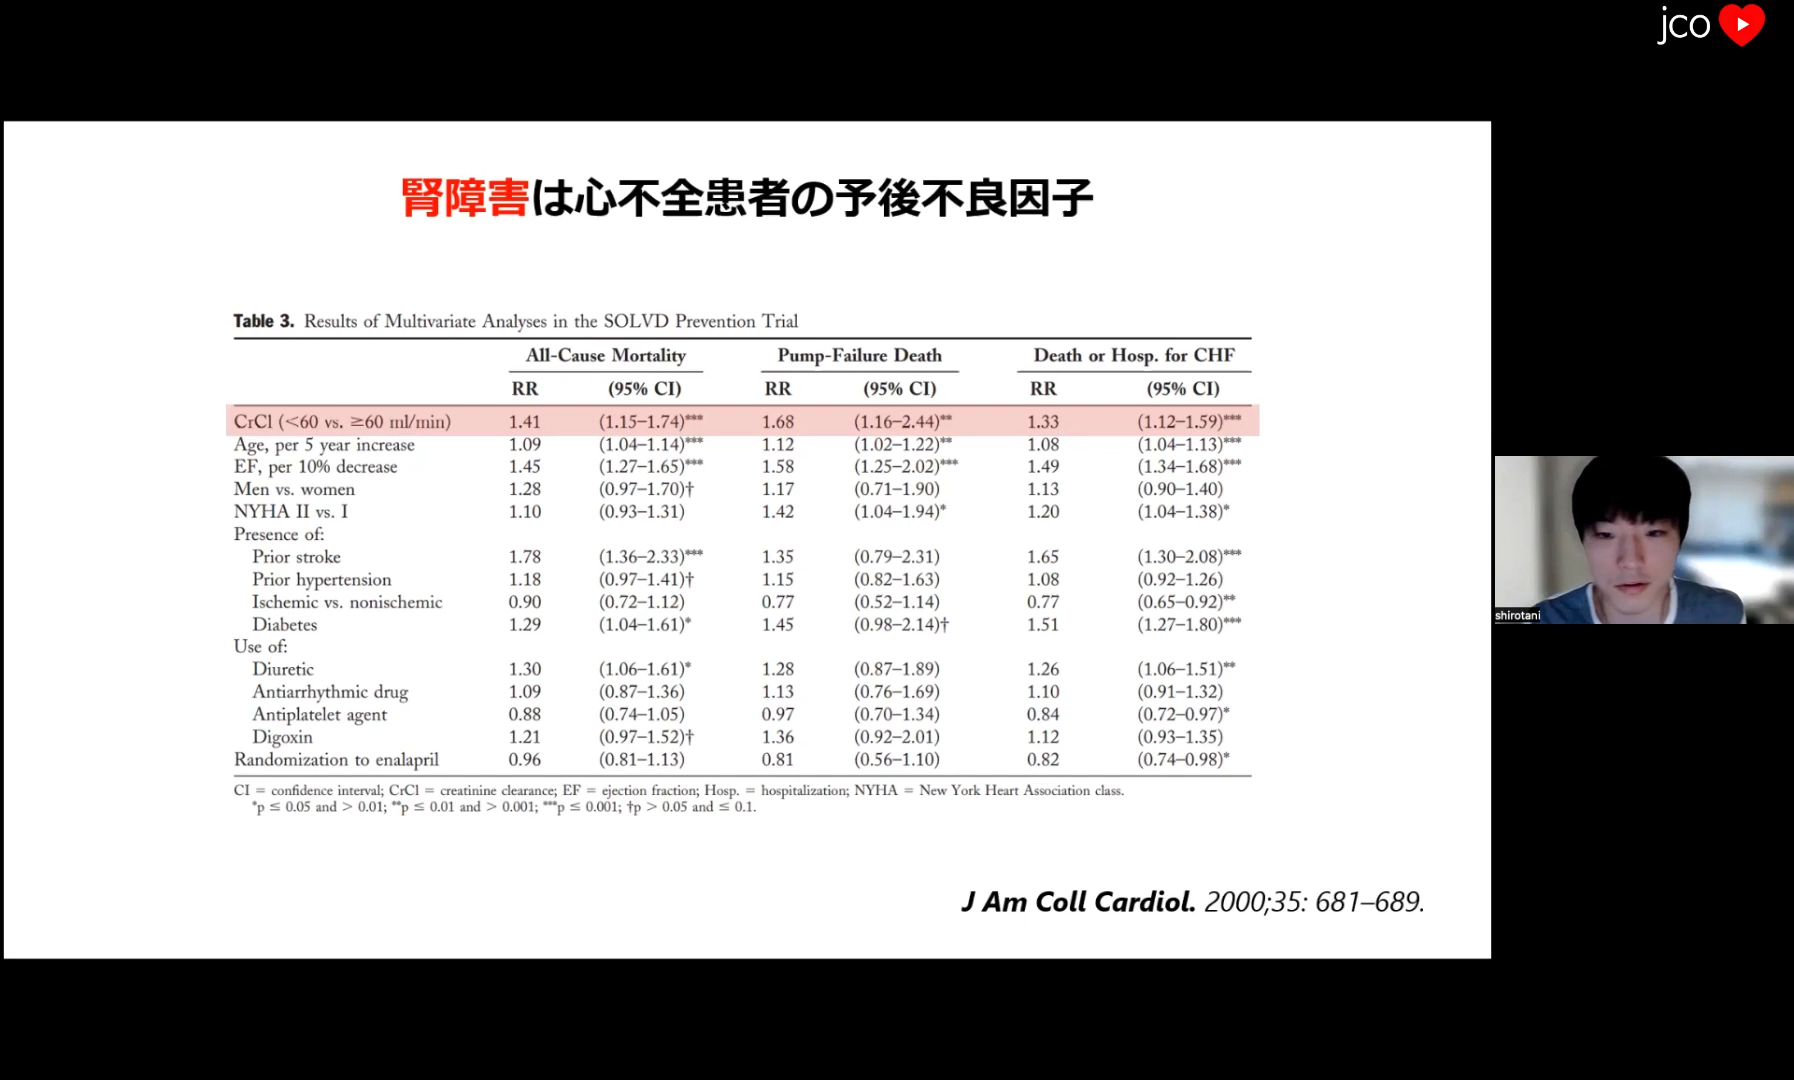 jco
腎障害は心不全患者の予後不良因子
Table 3. Results of Multivariate Analyses in the SOLVD Prevention Trial
All-Cause Mortality Pump-Failure Death Death or Hosp. for CHF
RR (95% CI) RR (95% CI) RR (95% CI)
CrCl (<60 vs. ≥60 ml/min) 1.41 (1.15–1.74)*** 1.68 (1.16–2.44)** 1.33 (1.12–1.59)***
Age, per 5 year increase 1.09 (1.04–1.14)*** 1.12 (1.02–1.22)** 1.08 (1.04–1.13)***
EF, per 10% decrease 1.45 (1.27–1.65)*** 1.58 (1.25–2.02)*** 1.49 (1.34–1.68)***
Men vs. women 1.28 (0.97–1.70)† 1.17 (0.71–1.90) 1.13 (0.90–1.40)
NYHA II vs. I 1.10 (0.93–1.31) 1.42 (1.04–1.94)* 1.20 (1.04–1.38)*
Presence of:
Prior stroke 1.78 (1.36–2.33)*** 1.35 (0.79–2.31) 1.65 (1.30–2.08)***
Prior hypertension 1.18 (0.97–1.41)† 1.15 (0.82–1.63) 1.08 (0.92–1.26)
Ischemic vs. nonischemic 0.90 (0.72–1.12) 0.77 (0.52–1.14) 0.77 (0.65–0.92)**
Diabetes 1.29 (1.04–1.61)* 1.45 (0.98–2.14)† 1.51 (1.27–1.80)***
Use of:
Diuretic 1.30 (1.06–1.61)* 1.28 (0.87–1.89) 1.26 (1.06–1.51)**
Antiarrhythmic drug 1.09 (0.87–1.36) 1.13 (0.76–1.69) 1.10 (0.91–1.32)
Antiplatelet agent 0.88 (0.74–1.05) 0.97 (0.70–1.34) 0.84 (0.72–0.97)*
Digoxin 1.21 (0.97–1.52)† 1.36 (0.92–2.01) 1.12 (0.93–1.35)
Randomization to enalapril 0.96 (0.81–1.13) 0.81 (0.56–1.10) 0.82 (0.74–0.98)*
CI = confidence interval; CrCl = creatinine clearance; EF = ejection fraction; Hosp. = hospitalization; NYHA = New York Heart Association class.
*p ≤ 0.05 and > 0.01; **p ≤ 0.01 and > 0.001; ***p ≤ 0.001; †p > 0.05 and ≤ 0.1.
J Am Coll Cardiol. 2000;35: 681–689.
shirotani